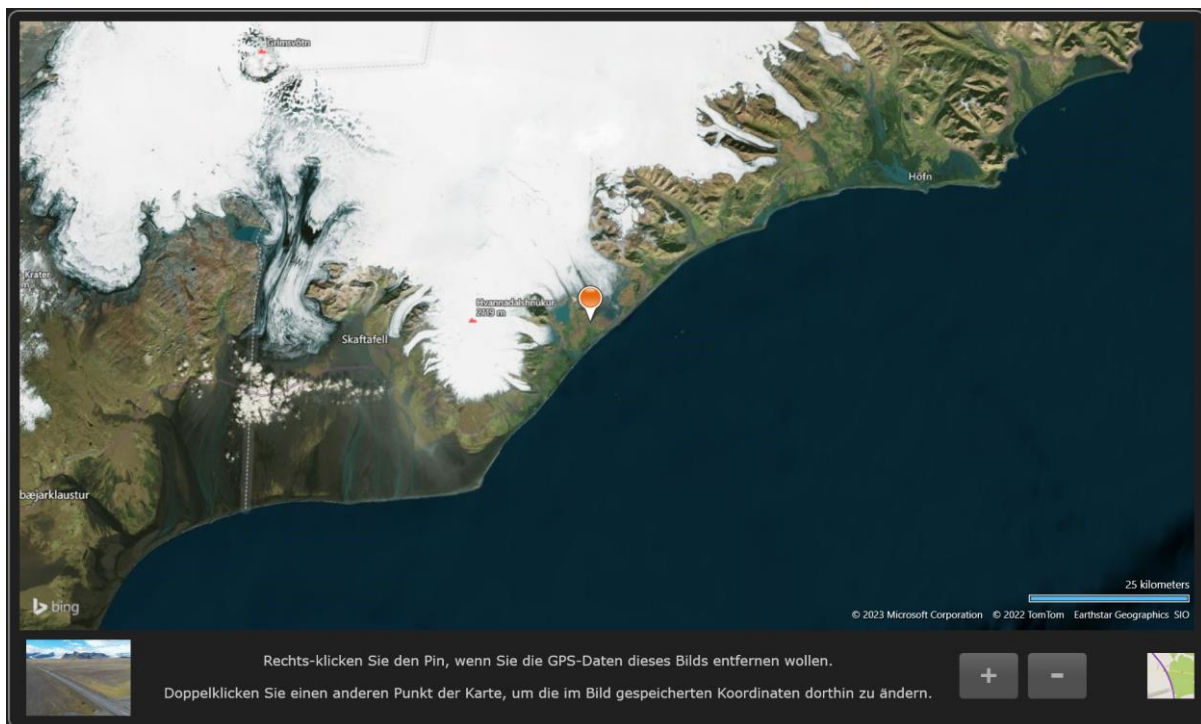 Grímsvötn
Höfn
Kráter
m
Hvannadalshnúkur
2119 m
Skaftafell
bæjarklaustur
25 kilometers
bing
© 2023 Microsoft Corporation © 2022 TomTom Earthstar Geographics SIO
Rechts-klicken Sie den Pin, wenn Sie die GPS-Daten dieses Bilds entfernen wollen.
+ -
Doppelklicken Sie einen anderen Punkt der Karte, um die im Bild gespeicherten Koordinaten dorthin zu ändern.